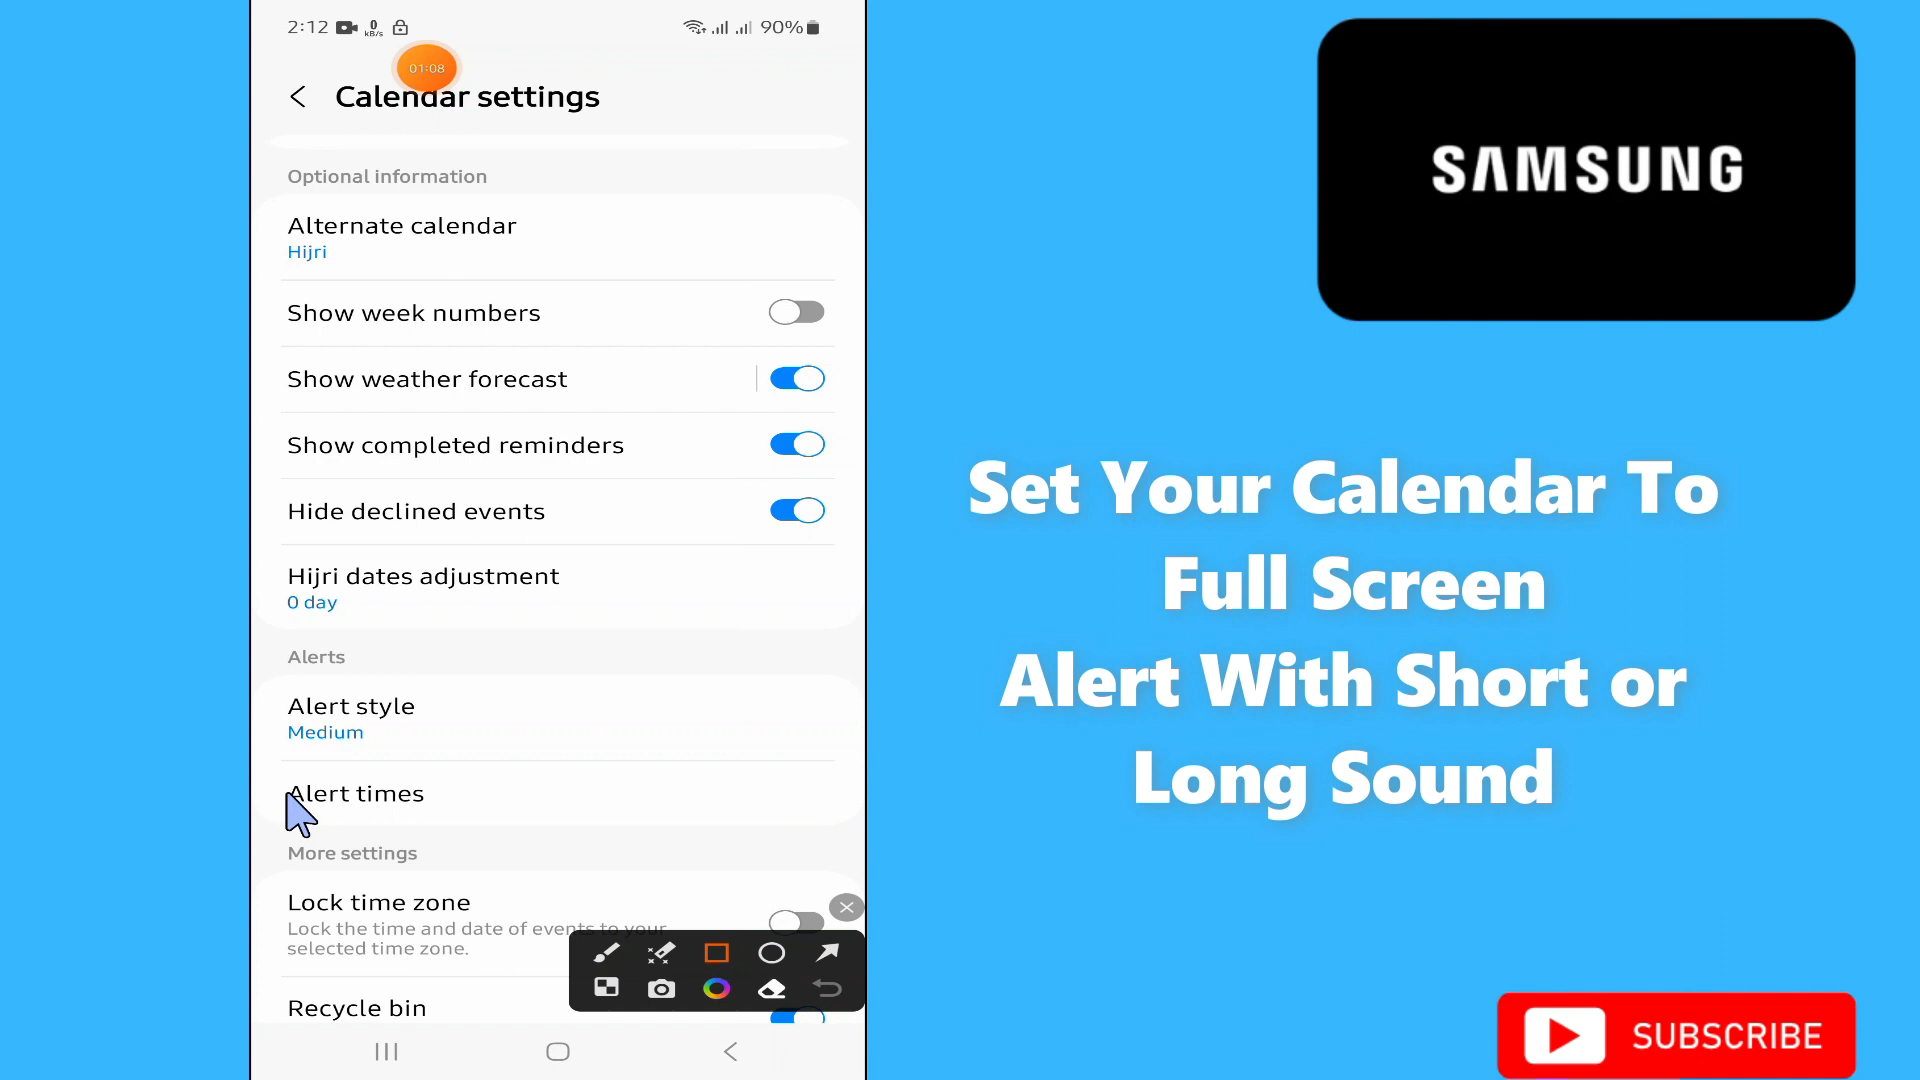 2:12 0 KB/s 90%
01:08
Calendar settings
Optional information
Alternate calendar
Hijri
Show week numbers
Show weather forecast
Show completed reminders
Hide declined events
Hijri dates adjustment
0 day
Alerts
Alert style
Medium
Alert times
More settings
Lock time zone
Lock the time and date of events to your
selected time zone.
Recycle bin
SAMSUNG
Set Your Calendar To
Full Screen
Alert With Short or
Long Sound
SUBSCRIBE